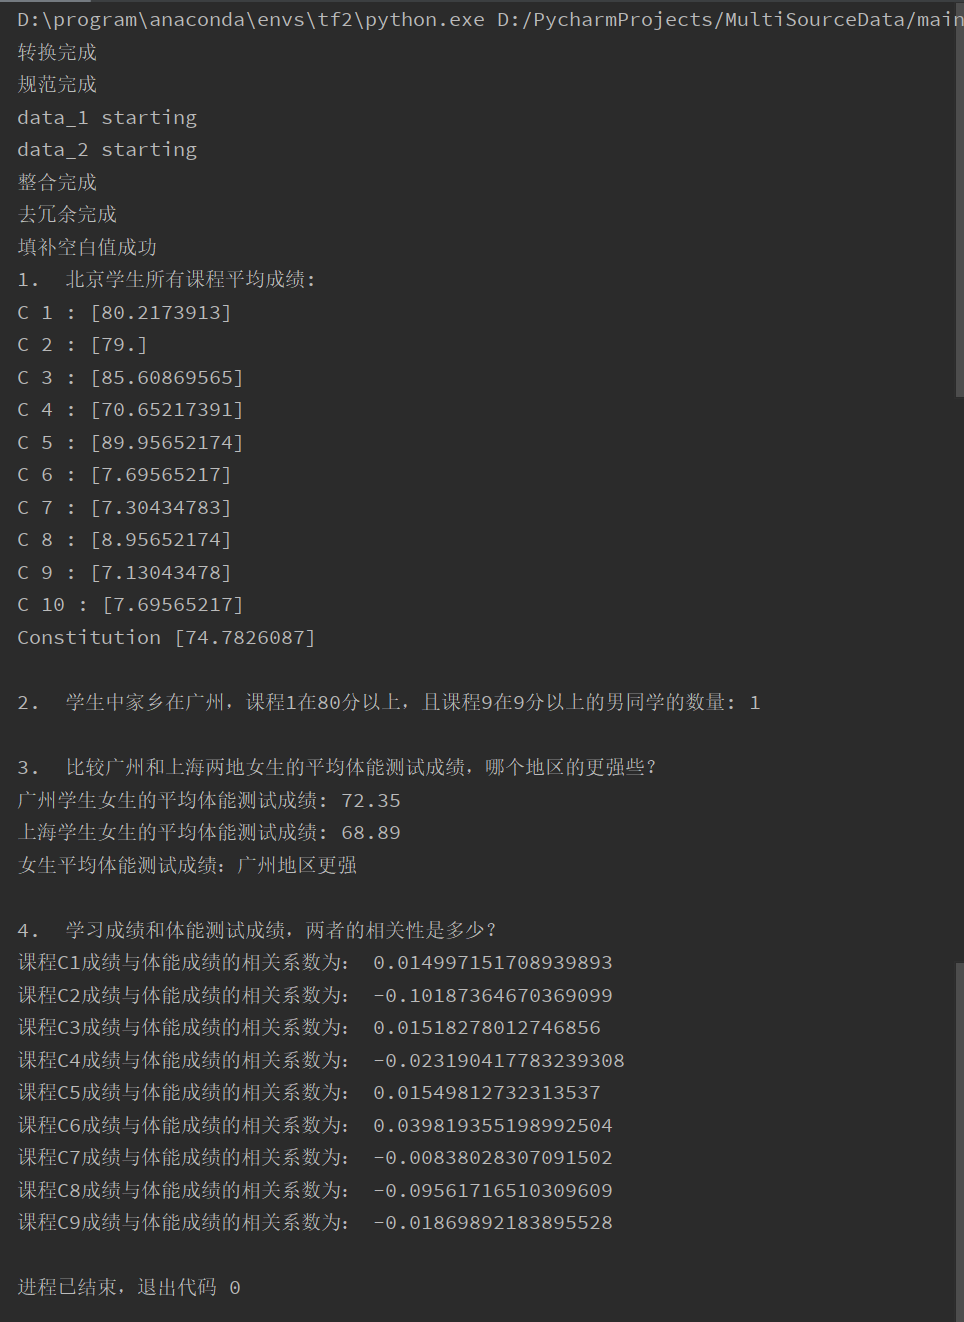 D:\program\anaconda\envs\tf2\python.exe D:/PycharmProjects/MultiSourceData/main
转换完成
规范完成
data_1 starting
data_2 starting
整合完成
去冗余完成
填补空白值成功
1.  北京学生所有课程平均成绩:
C 1 : [80.2173913]
C 2 : [79.]
C 3 : [85.60869565]
C 4 : [70.65217391]
C 5 : [89.95652174]
C 6 : [7.69565217]
C 7 : [7.30434783]
C 8 : [8.95652174]
C 9 : [7.13043478]
C 10 : [7.69565217]
Constitution [74.7826087]
2.  学生中家乡在广州，课程1在80分以上，且课程9在9分以上的男同学的数量: 1
3.  比较广州和上海两地女生的平均体能测试成绩，哪个地区的更强些?
广州学生女生的平均体能测试成绩: 72.35
上海学生女生的平均体能测试成绩: 68.89
女生平均体能测试成绩：广州地区更强
4.  学习成绩和体能测试成绩，两者的相关性是多少?
课程C1成绩与体能成绩的相关系数为： 0.014997151708939893
课程C2成绩与体能成绩的相关系数为： -0.10187364670369099
课程C3成绩与体能成绩的相关系数为： 0.01518278012746856
课程C4成绩与体能成绩的相关系数为： -0.023190417783239308
课程C5成绩与体能成绩的相关系数为： 0.01549812732313537
课程C6成绩与体能成绩的相关系数为： 0.039819355198992504
课程C7成绩与体能成绩的相关系数为： -0.00838028307091502
课程C8成绩与体能成绩的相关系数为： -0.09561716510309609
课程C9成绩与体能成绩的相关系数为： -0.01869892183895528
进程已结束，退出代码 0